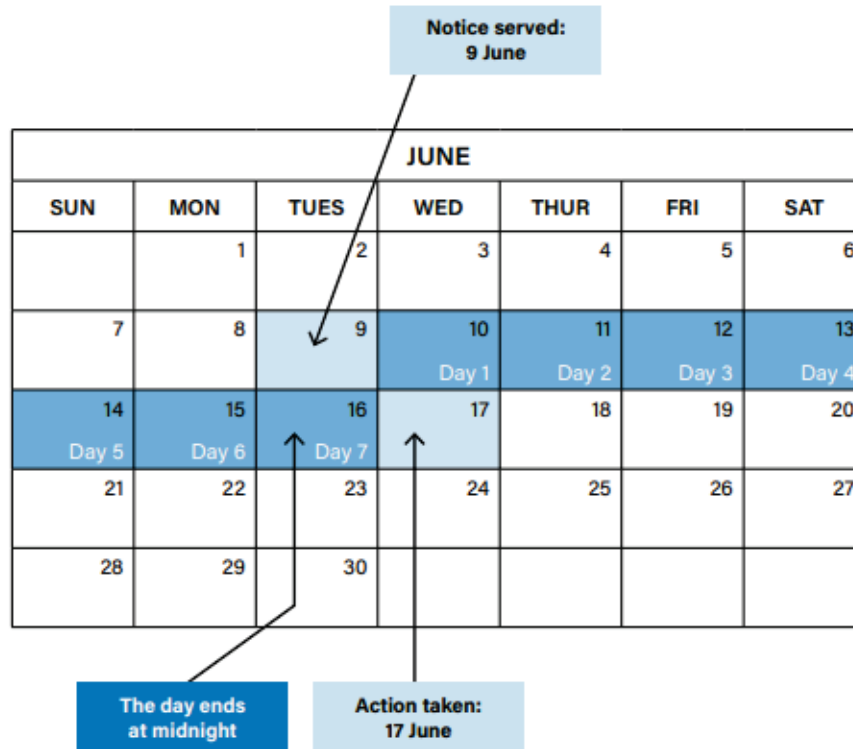 Notice served:
9 June
JUNE
SUN MON TUES WED THUR FRI SAT
1 2 3 4 5 6
7 8 9 10 11 12 13
Day 1 Day 2 Day 3 Day 4
14 15 16 17 18 19 20
Day 5 Day 6 Day 7
21 22 23 24 25 26 27
28 29 30
The day ends
at midnight
Action taken:
17 June